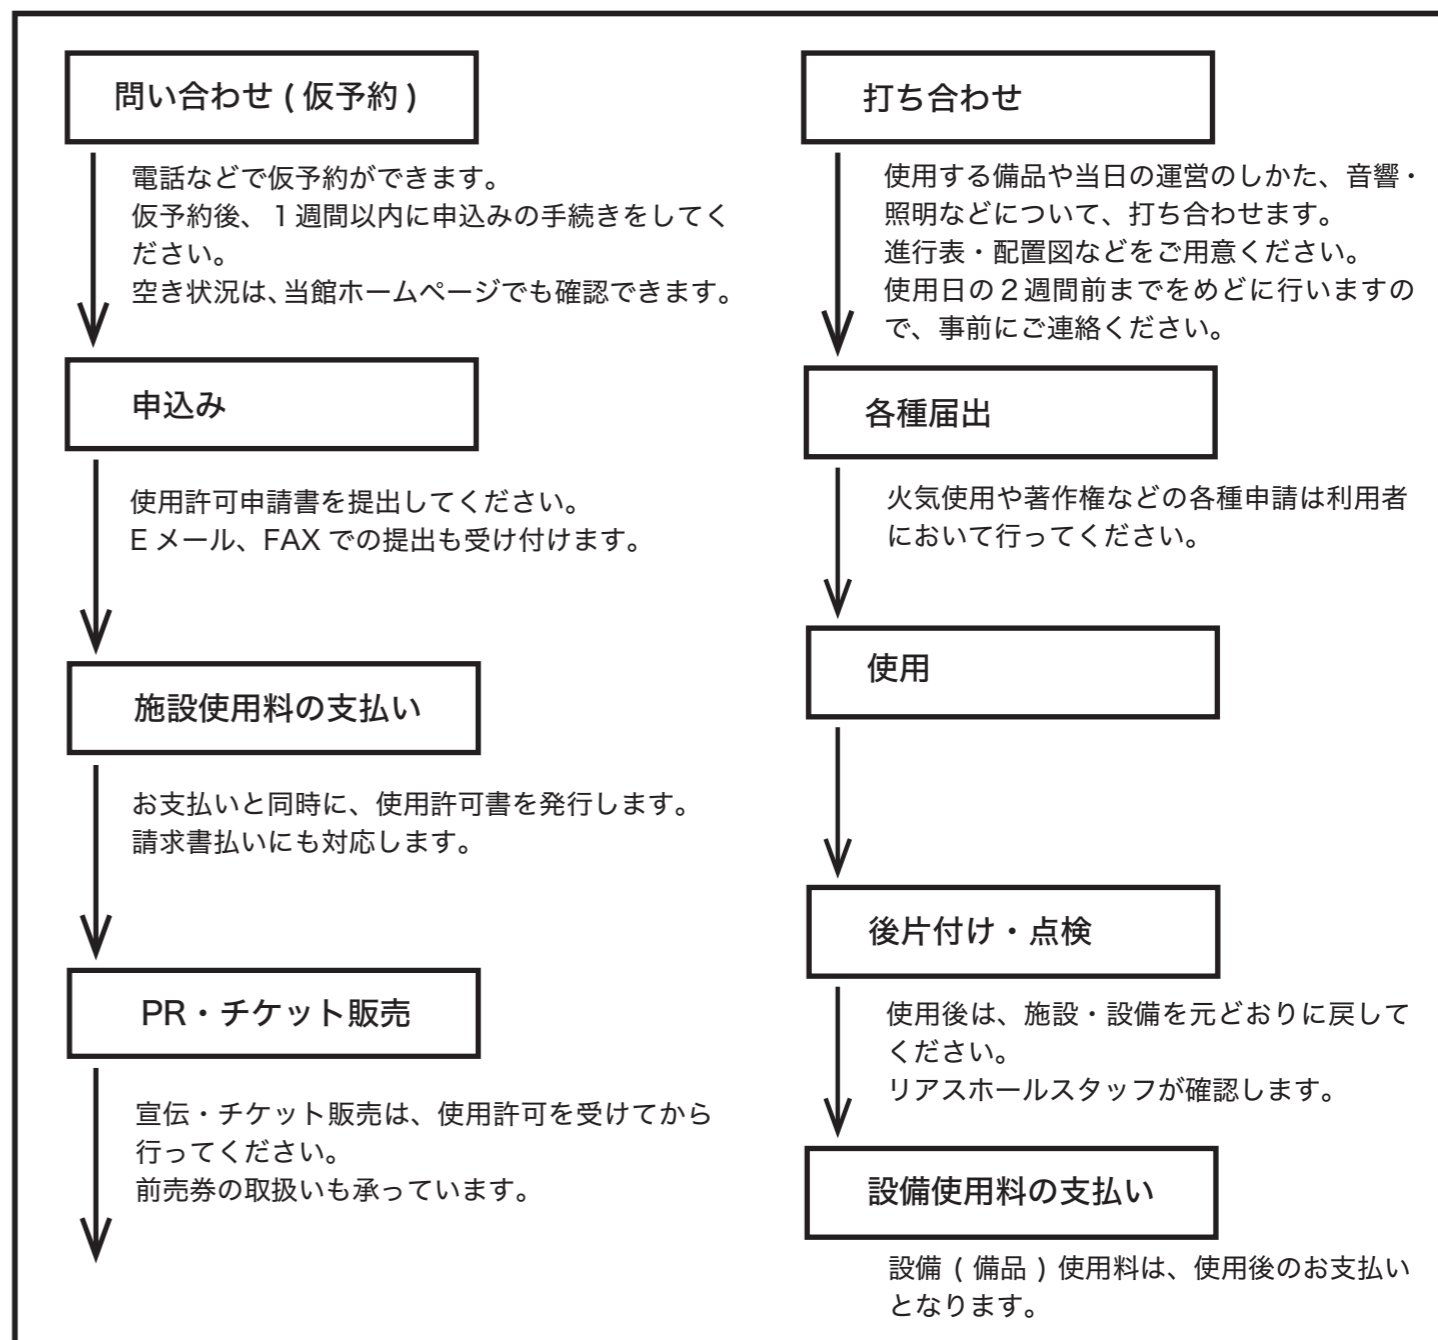 問い合わせ ( 仮予約 )
電話などで仮予約ができます。
仮予約後、1週間以内に申込みの手続きをしてく
ださい。
空き状況は、当館ホームページでも確認できます。
申込み
使用許可申請書を提出してください。
E メール、FAX での提出も受け付けます。
施設使用料の支払い
お支払いと同時に、使用許可書を発行します。
請求書払いにも対応します。
PR・チケット販売
宣伝・チケット販売は、使用許可を受けてから
行ってください。
前売券の取扱いも承っています。
打ち合わせ
使用する備品や当日の運営のしかた、音響・
照明などについて、打ち合わせます。
進行表・配置図などをご用意ください。
使用日の2週間前までをめどに行いますの
で、事前にご連絡ください。
各種届出
火気使用や著作権などの各種申請は利用者
において行ってください。
使用
後片付け・点検
使用後は、施設・設備を元どおりに戻して
ください。
リアスホールスタッフが確認します。
設備使用料の支払い
設備 ( 備品 ) 使用料は、使用後のお支払い
となります。